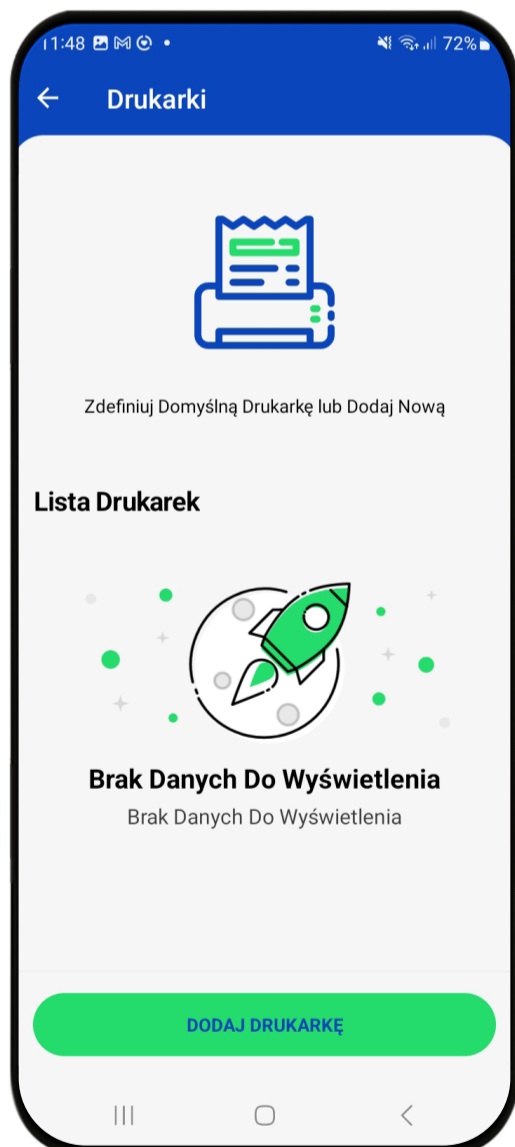 11:48
72%
Drukarki
Zdefiniuj Domyślną Drukarkę lub Dodaj Nową
Lista Drukarek
Brak Danych Do Wyświetlenia
Brak Danych Do Wyświetlenia
DODAJ DRUKARKĘ